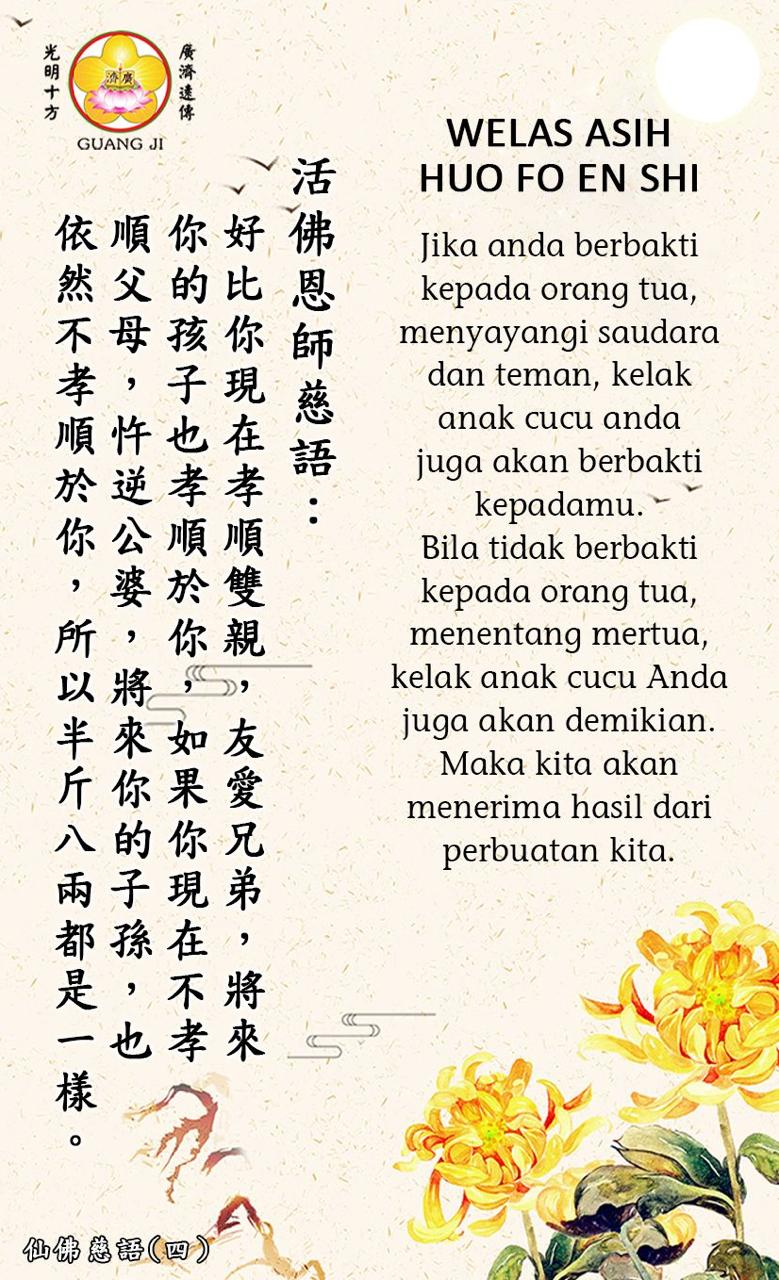 光明十方
廣濟
廣濟遠傳
GUANG JI
活佛恩師慈語：
好比你現在孝順雙親，友愛兄弟，將來
你的孩子也孝順於你，如果你現在不孝
順父母，忤逆公婆，將來你的子孫，也
依然不孝順於你，所以半斤八兩都是一樣。
WELAS ASIH
HUO FO EN SHI
Jika anda berbakti
kepada orang tua,
menyayangi saudara
dan teman, kelak
anak cucu anda
juga akan berbakti
kepadamu.
Bila tidak berbakti
kepada orang tua,
menentang mertua,
kelak anak cucu Anda
juga akan demikian.
Maka kita akan
menerima hasil dari
perbuatan kita.
仙佛慈語(四)